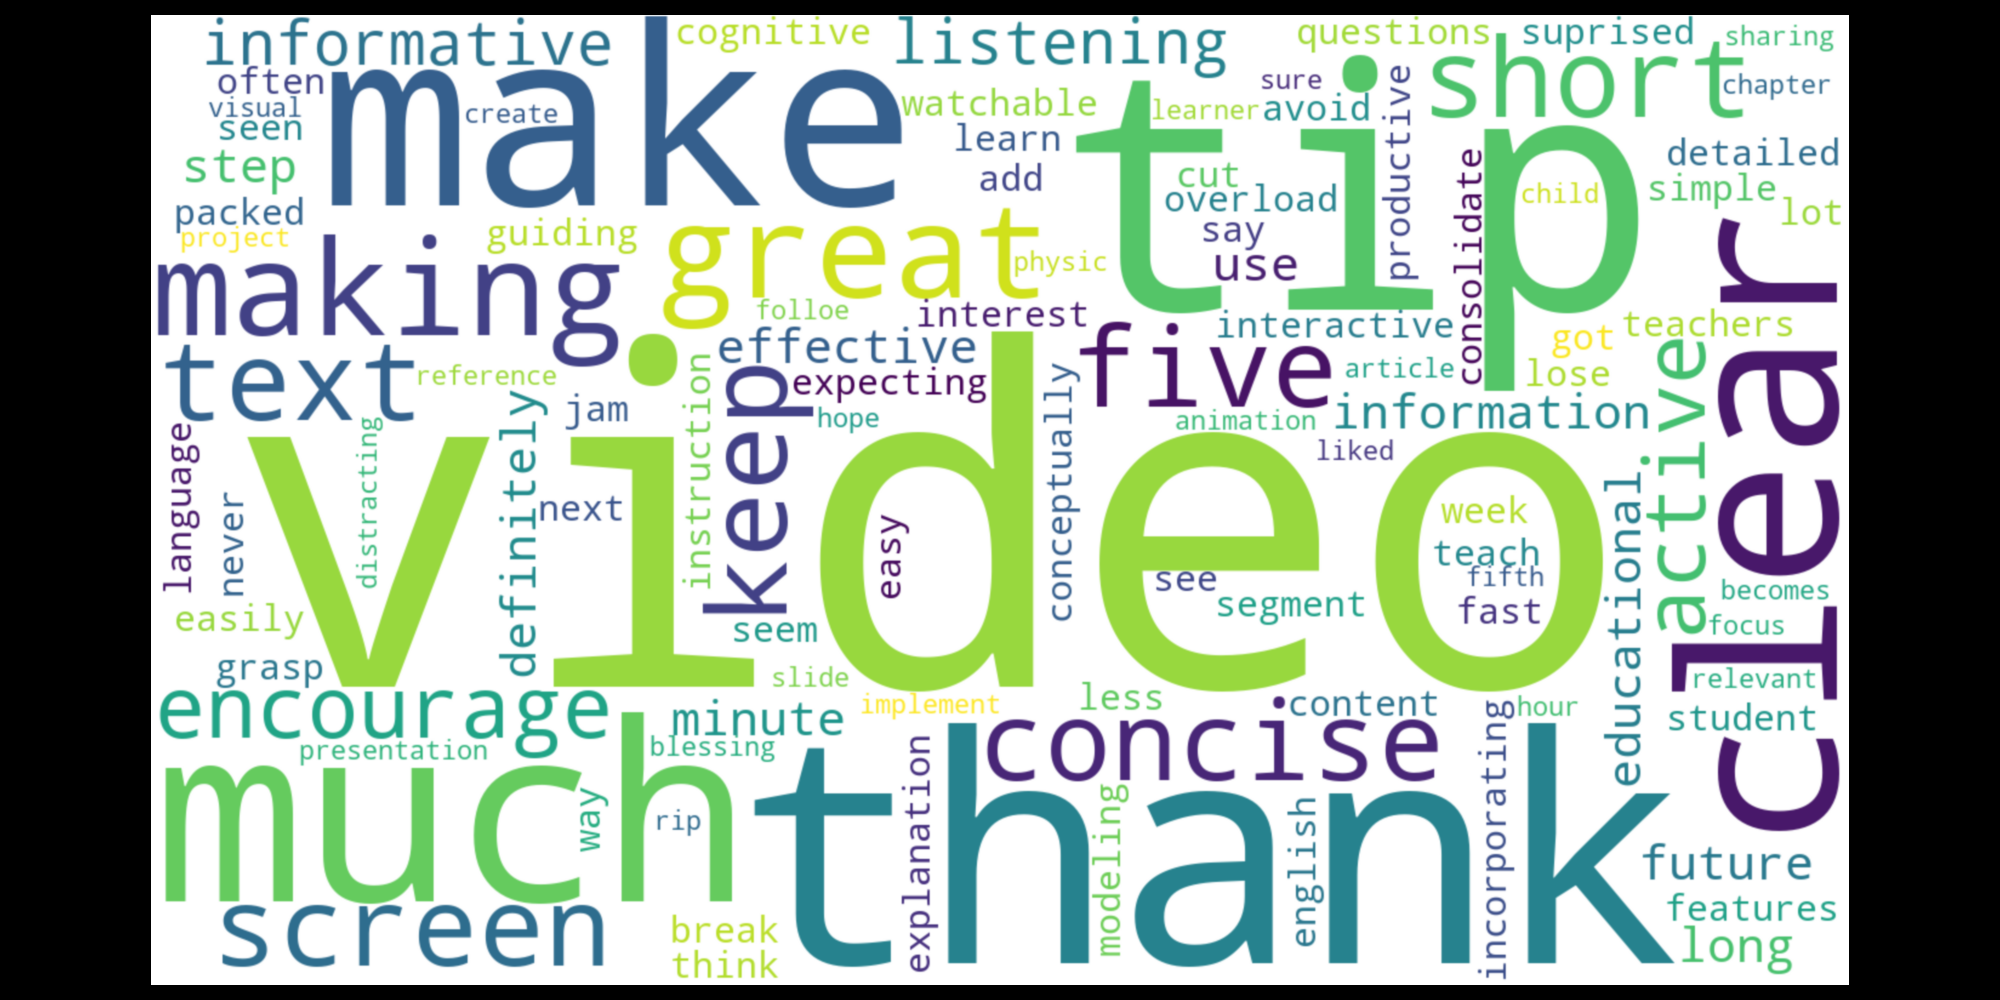 informative
cognitive
listening
questions
suprised
sharing
often
make
visual
create
seen
step
packed
project
watchable
learn
add
learner
avoid
sure
tip
short
chapter
productive
consolidate
cut
overload
say
use
child
detailed
simple
lot
making
guiding
great
physic
folloe
interest
interactive
got
teachers
text
reference
effective
expecting
five
article
lose
clear
jam
hope
keep
instruction
conceptually
animation
information
liked
active
language
never
distracting
definitely
next
video
easy
see
segment
week
teach
fifth
fast
educational
becomes
focus
relevant
student
easily
grasp
seem
slide
implement
less
content
hour
encourage
presentation
minute
blessing
concise
much
way
rip
thank
explanation
modeling
english
incorporating
future
features
long
screen
break
think